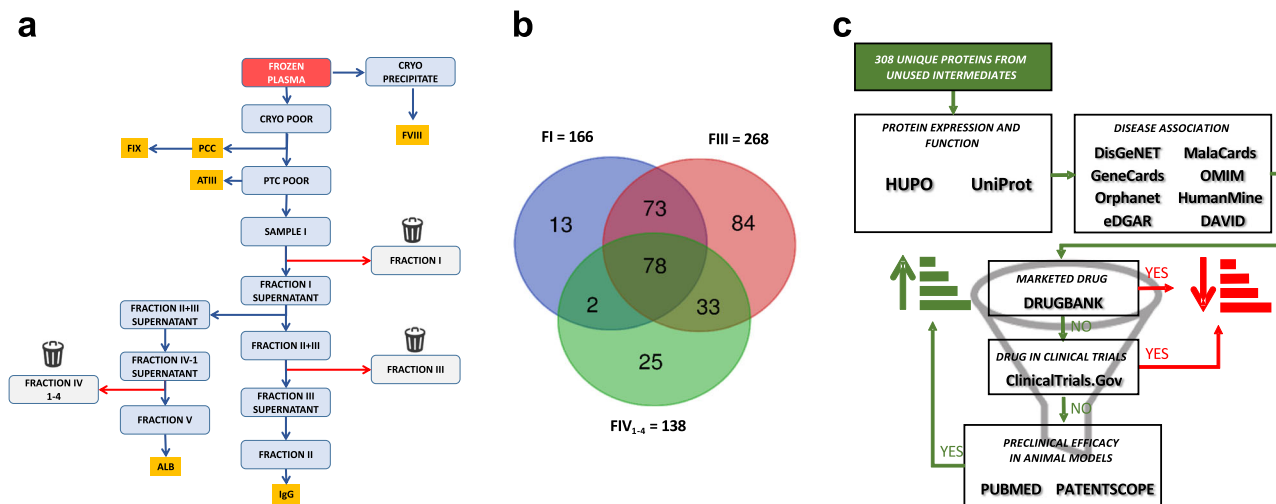 a
FROZEN
PLASMA
CRYO
PRECIPITATE
CRYO POOR
FVIII
FIX
PCC
ATIII
PTC POOR
SAMPLE I
FRACTION I
FRACTION I
SUPERNATANT
FRACTION II+III
SUPERNATANT
FRACTION II+III
FRACTION IV-1
SUPERNATANT
FRACTION III
FRACTION IV
1-4
FRACTION III
SUPERNATANT
FRACTION V
FRACTION II
ALB
IgG
b
FI = 166
FIII = 268
13
73
84
78
2
33
25
FIV1-4 = 138
c
308 UNIQUE PROTEINS FROM
UNUSED INTERMEDIATES
PROTEIN EXPRESSION AND
FUNCTION
HUPO UniProt
DISEASE ASSOCIATION
DisGeNET MalaCards
GeneCards OMIM
Orphanet HumanMine
eDGAR DAVID
MARKETED DRUG
DRUGBANK
YES
NO
DRUG IN CLINICAL TRIALS
ClinicalTrials.Gov
YES
NO
PRECLINICAL EFFICACY
IN ANIMAL MODELS
PUBMED PATENTSCOPE
YES